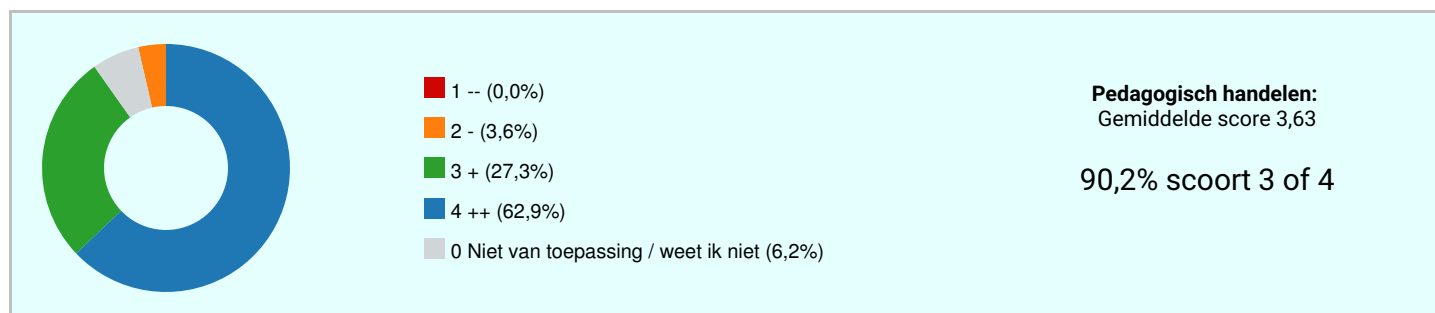 1 -- (0,0%)
2 - (3,6%)
3 + (27,3%)
4 ++ (62,9%)
0 Niet van toepassing / weet ik niet (6,2%)
Pedagogisch handelen:
Gemiddelde score 3,63
90,2% scoort 3 of 4